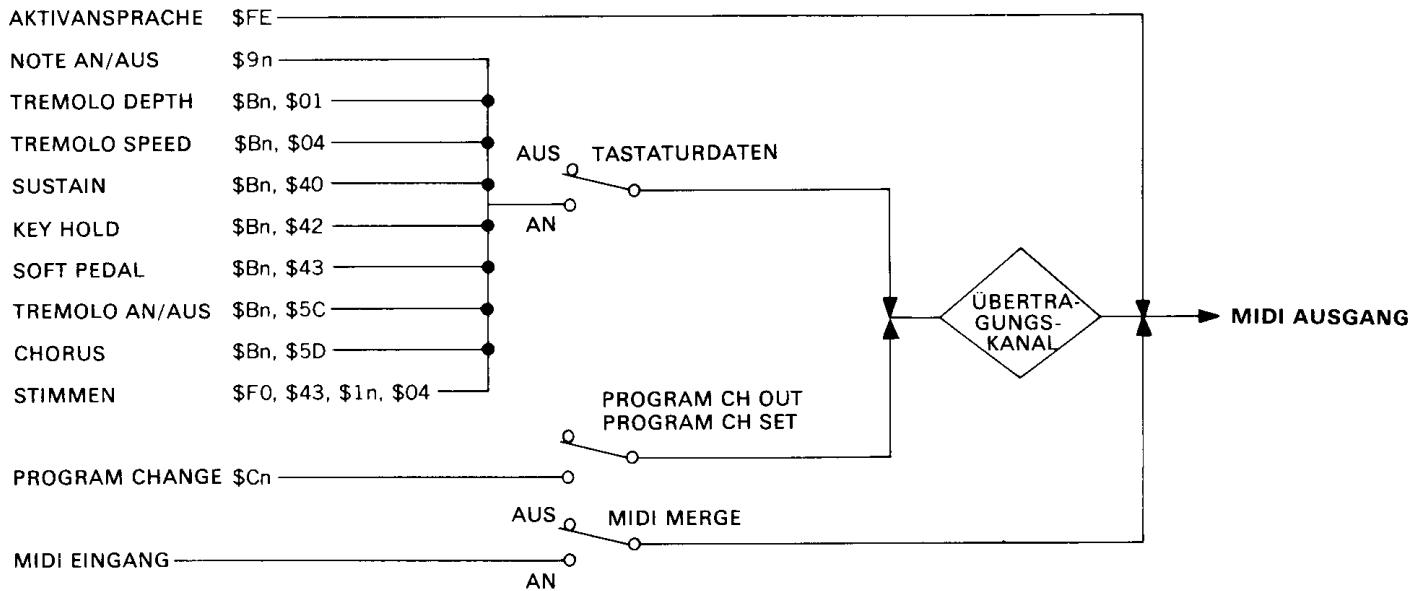 AKTIVANSPRACHE $FE
NOTE AN/AUS $9n
TREMOLO DEPTH $Bn, $01
TREMOLO SPEED $Bn, $04
SUSTAIN $Bn, $40
KEY HOLD $Bn, $42
SOFT PEDAL $Bn, $43
TREMOLO AN/AUS $Bn, $5C
CHORUS $Bn, $5D
STIMMEN $F0, $43, $1n, $04
PROGRAM CHANGE $Cn
MIDI EINGANG
AUS TASTATURDATEN
AN
PROGRAM CH OUT
PROGRAM CH SET
AUS MIDI MERGE
AN
ÜBERTRA-
GUNGS-
KANAL
MIDI AUSGANG